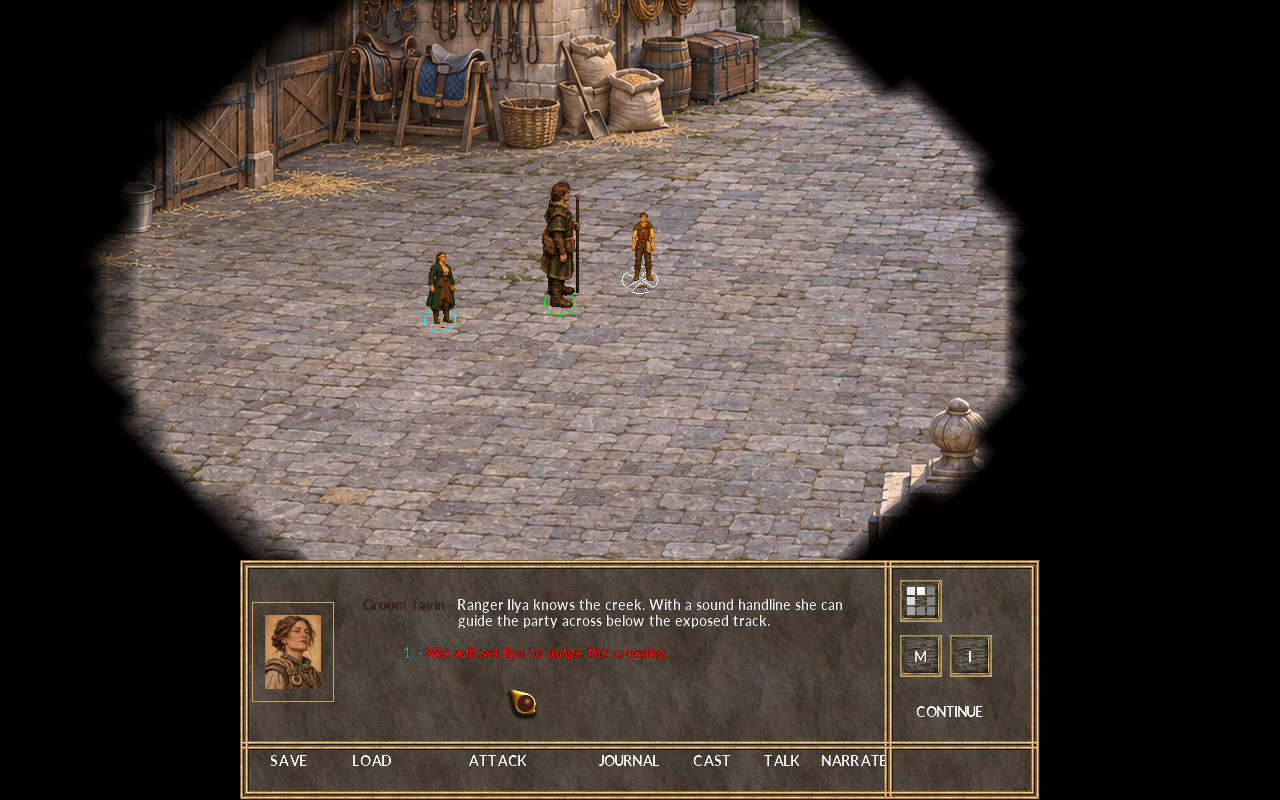 Groom Tavin - Ranger Ilya knows the creek. With a sound handline she can
guide the party across below the exposed track.
1. - We will ask Ilya to judge the crossing.
M I
CONTINUE
SAVE LOAD ATTACK JOURNAL CAST TALK NARRATE